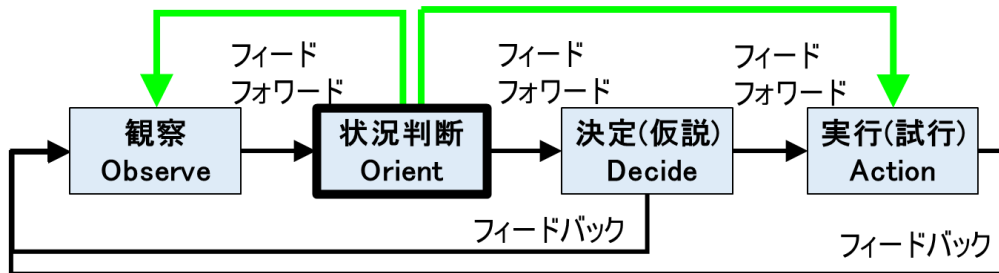 フィード
フォワード
フィード
フォワード
フィード
フォワード
観察
Observe
状況判断
Orient
決定(仮説)
Decide
実行(試行)
Action
フィードバック
フィードバック